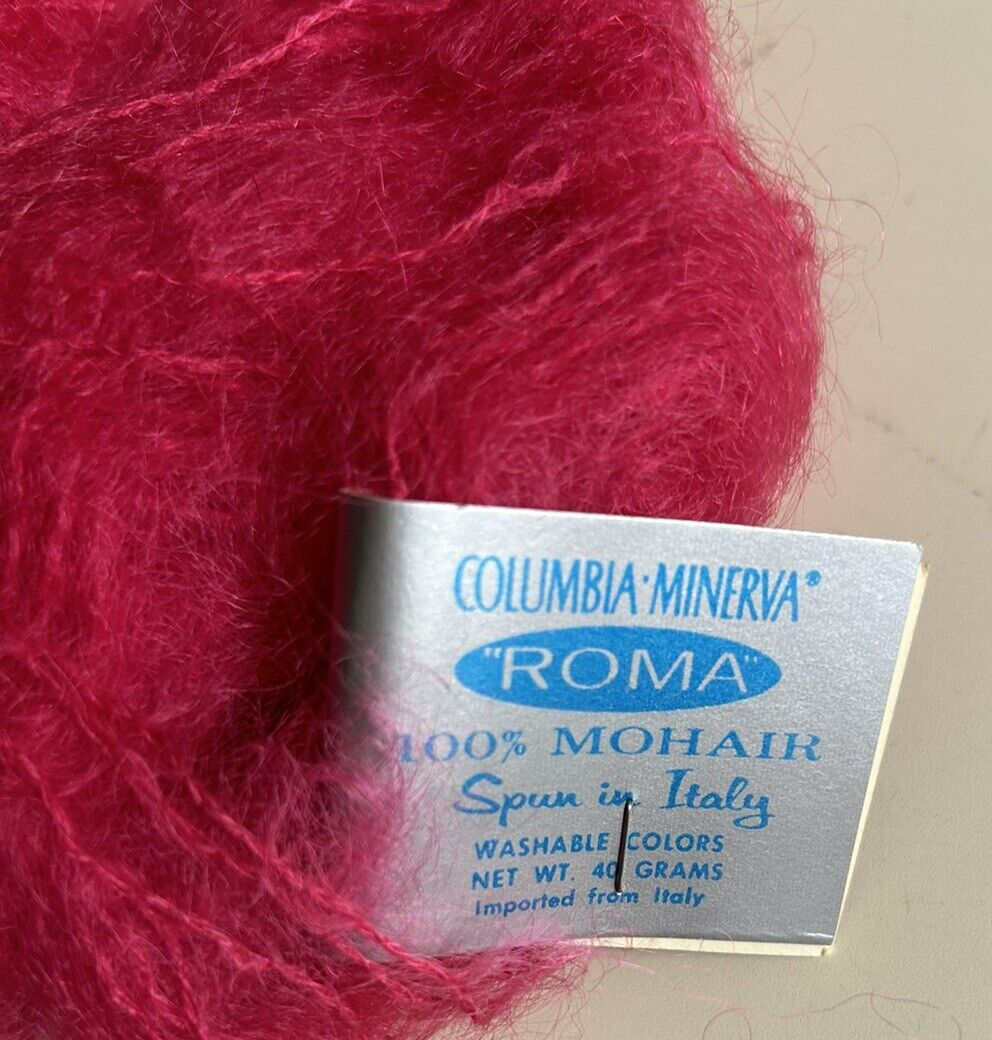 COLUMBIA·MINERVA®
"ROMA"
100% MOHAIR
Spun in Italy
WASHABLE COLORS
NET WT. 40 GRAMS
Imported from Italy